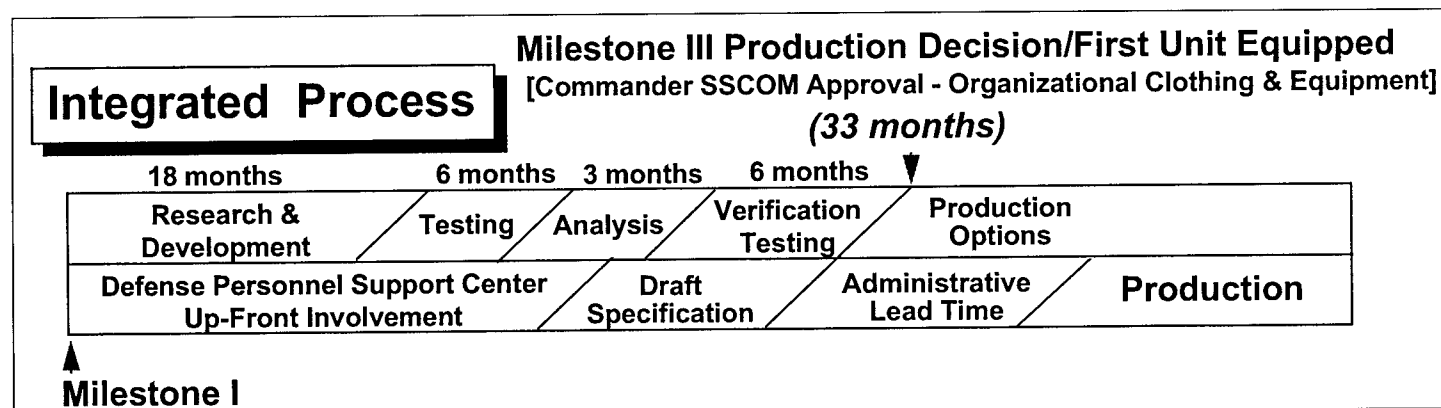 Milestone III Production Decision/First Unit Equipped
[Commander SSCOM Approval - Organizational Clothing & Equipment]
Integrated Process
(33 months)
18 months
6 months
3 months
6 months
Research &
Development
Testing
Analysis
Verification
Testing
Production
Options
Defense Personnel Support Center
Up-Front Involvement
Draft
Specification
Administrative
Lead Time
Production
Milestone I